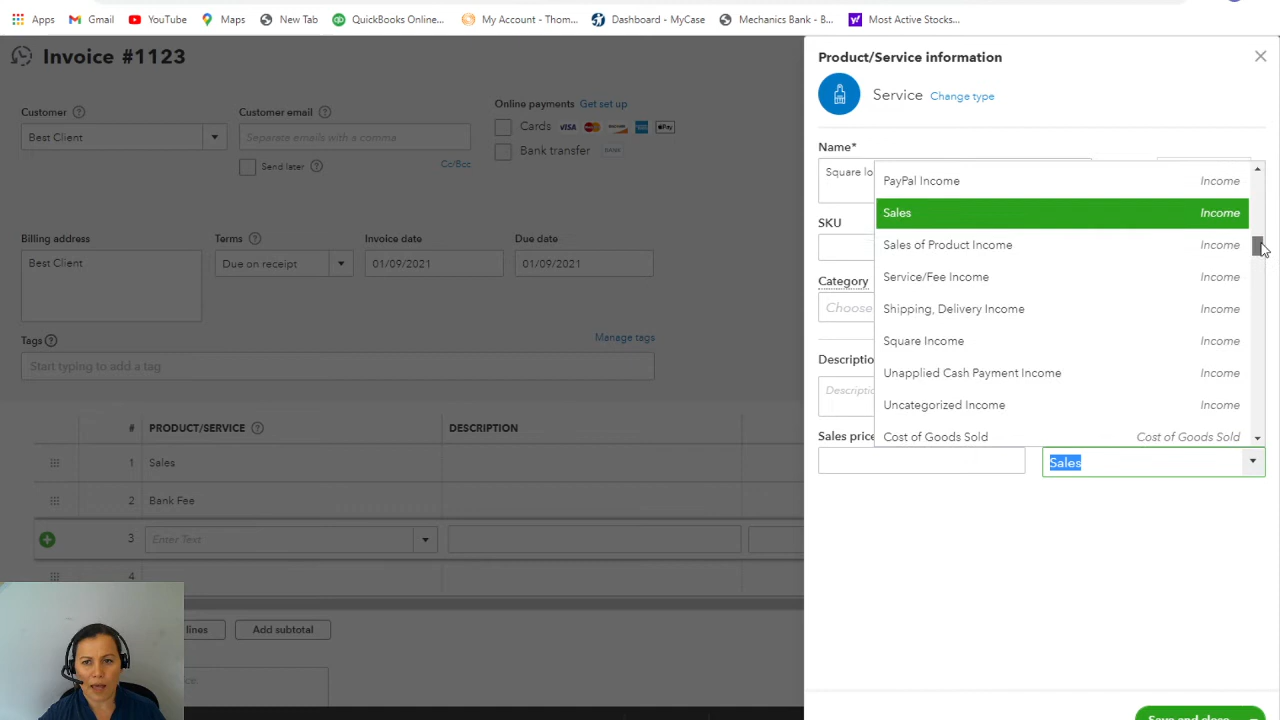 Apps Gmail YouTube Maps New Tab QuickBooks Online... My Account - Thom... Dashboard - MyCase Mechanics Bank - B... Most Active Stocks...
Invoice #1123
Customer
Customer email
Online payments Get set up
Best Client
Separate emails with a comma
Cards VISA
Send later
Cc/Bcc
Bank transfer BANK
Billing address
Terms
Invoice date
Due date
Best Client
Due on receipt
01/09/2021
01/09/2021
Tags
Manage tags
Start typing to add a tag
# PRODUCT/SERVICE DESCRIPTION
1 Sales
2 Bank Fee
3 Enter Text
4
lines
Add subtotal
Product/Service information
Service Change type
Name*
Square lo
SKU
Category
Choose
Descriptio
Descriptio
Sales price
PayPal Income Income
Sales Income
Sales of Product Income Income
Service/Fee Income Income
Shipping, Delivery Income Income
Square Income Income
Unapplied Cash Payment Income Income
Uncategorized Income Income
Cost of Goods Sold Cost of Goods Sold
Sales
Save and close